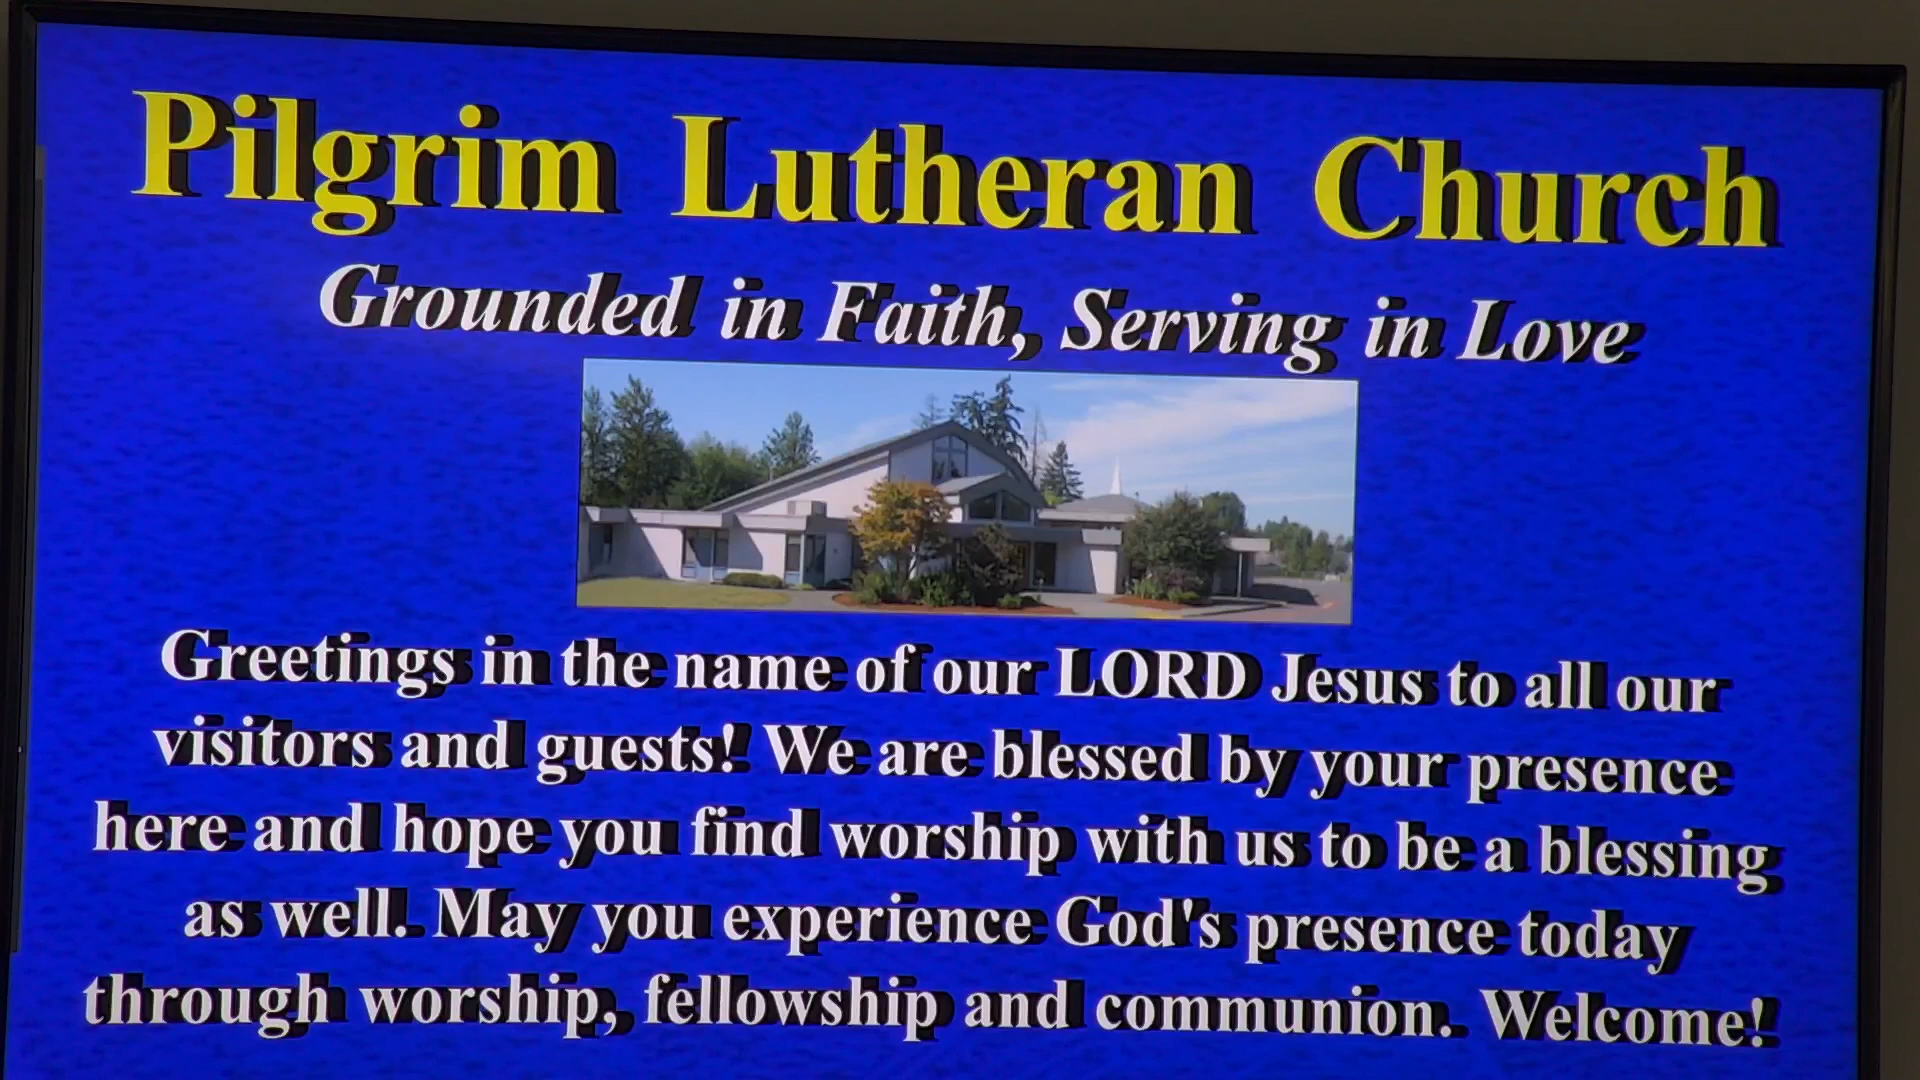 Pilgrim Lutheran Church
Grounded in Faith, Serving in Love
Greetings in the name of our LORD Jesus to all our
visitors and guests! We are blessed by your presence
here and hope you find worship with us to be a blessing
as well. May you experience God's presence today
through worship, fellowship and communion. Welcome!